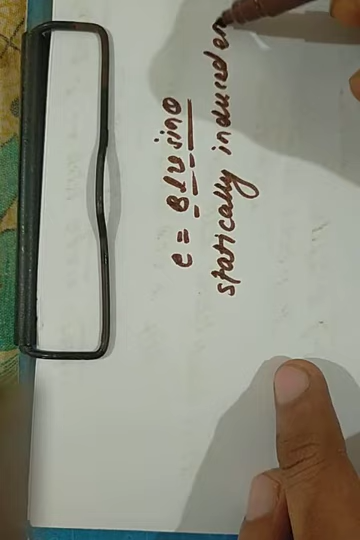 e = Blv sinθ
statically induced em